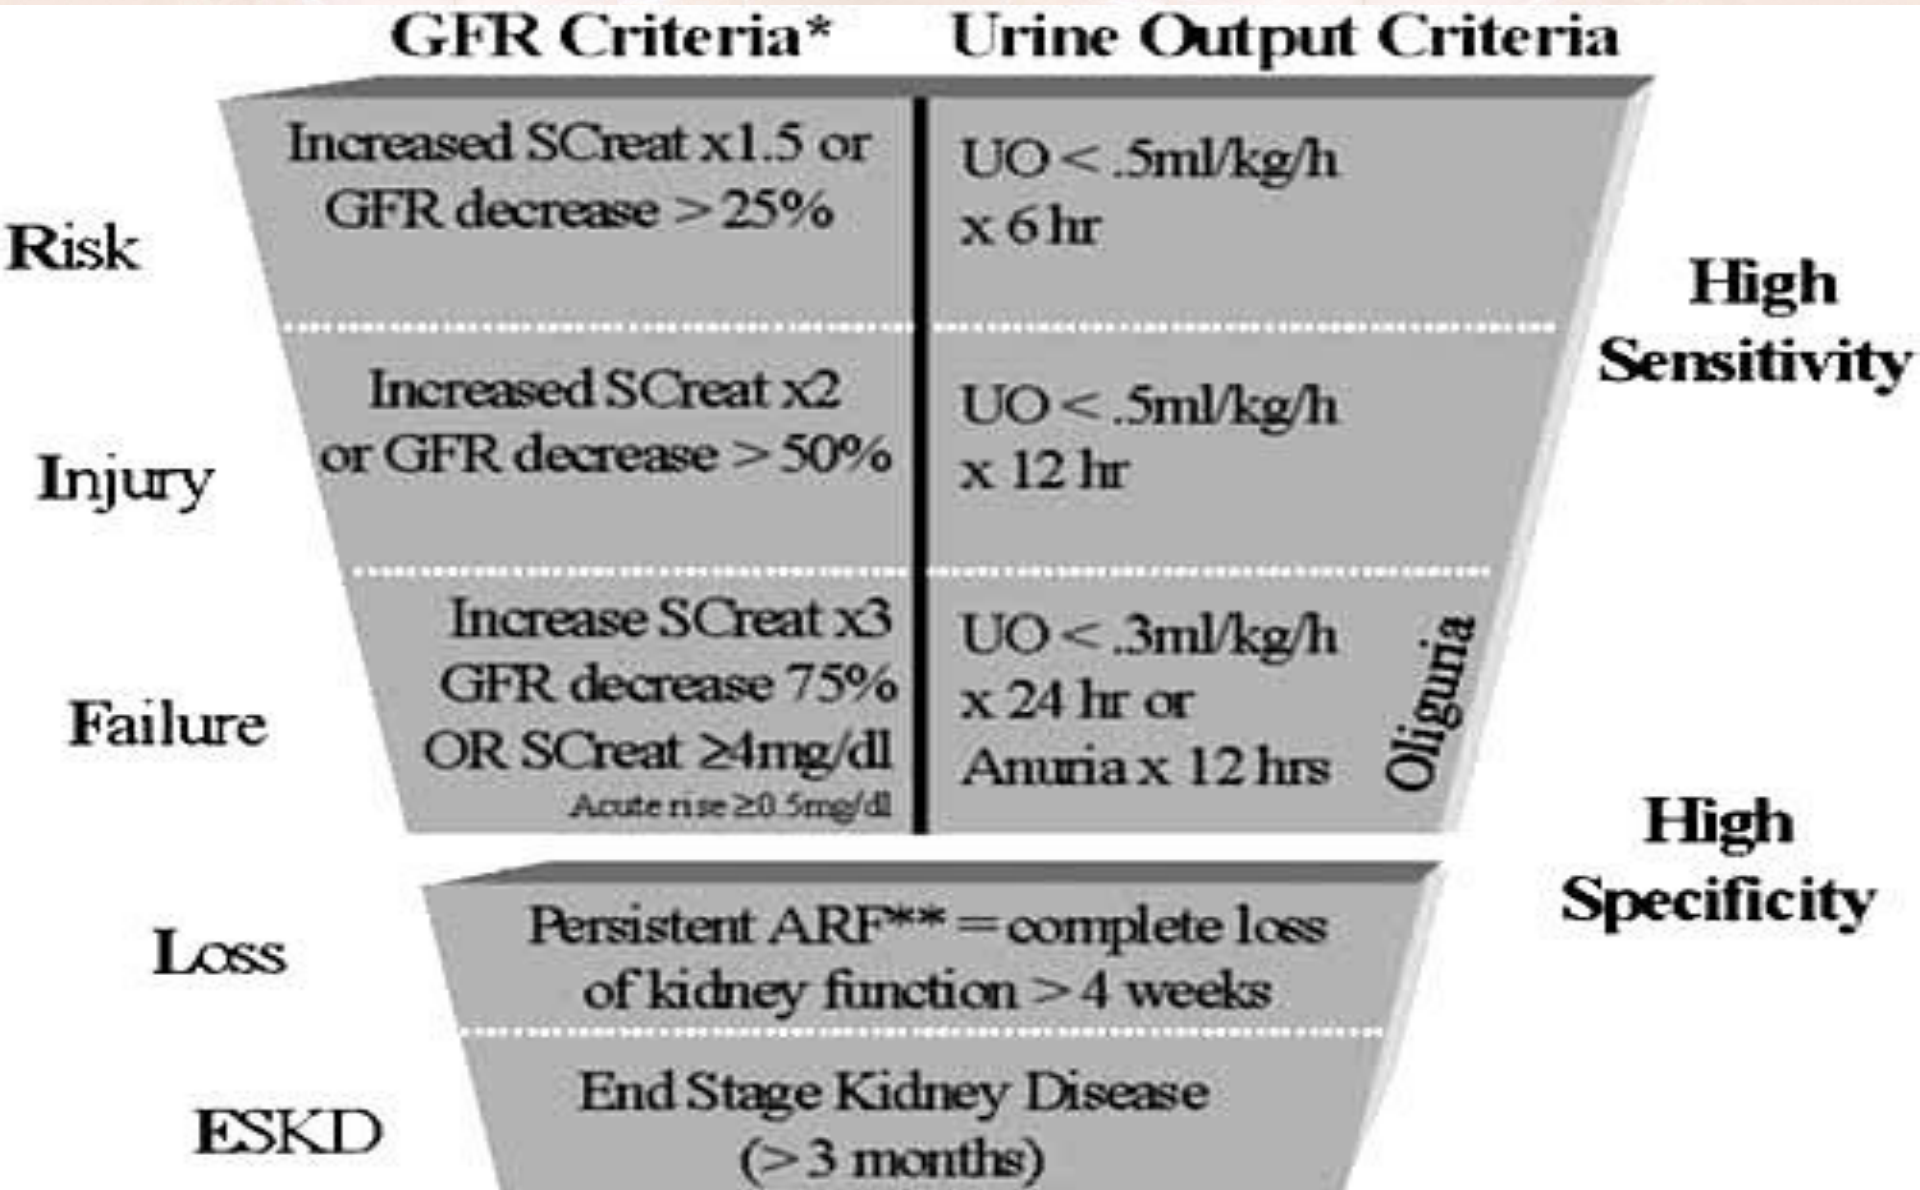 GFR Criteria*
Urine Output Criteria
Risk
Increased SCreat x1.5 or
GFR decrease > 25%
UO < .5ml/kg/h
x 6 hr
High
Sensitivity
Injury
Increased SCreat x2
or GFR decrease > 50%
UO < .5ml/kg/h
x 12 hr
Failure
Increase SCreat x3
GFR decrease 75%
OR SCreat ≥4mg/dl
Acute rise ≥0.5mg/dl
UO < .3ml/kg/h
x 24 hr or
Anuria x 12 hrs
Oliguria
High
Specificity
Loss
Persistent ARF** = complete loss
of kidney function > 4 weeks
ESKD
End Stage Kidney Disease
(> 3 months)